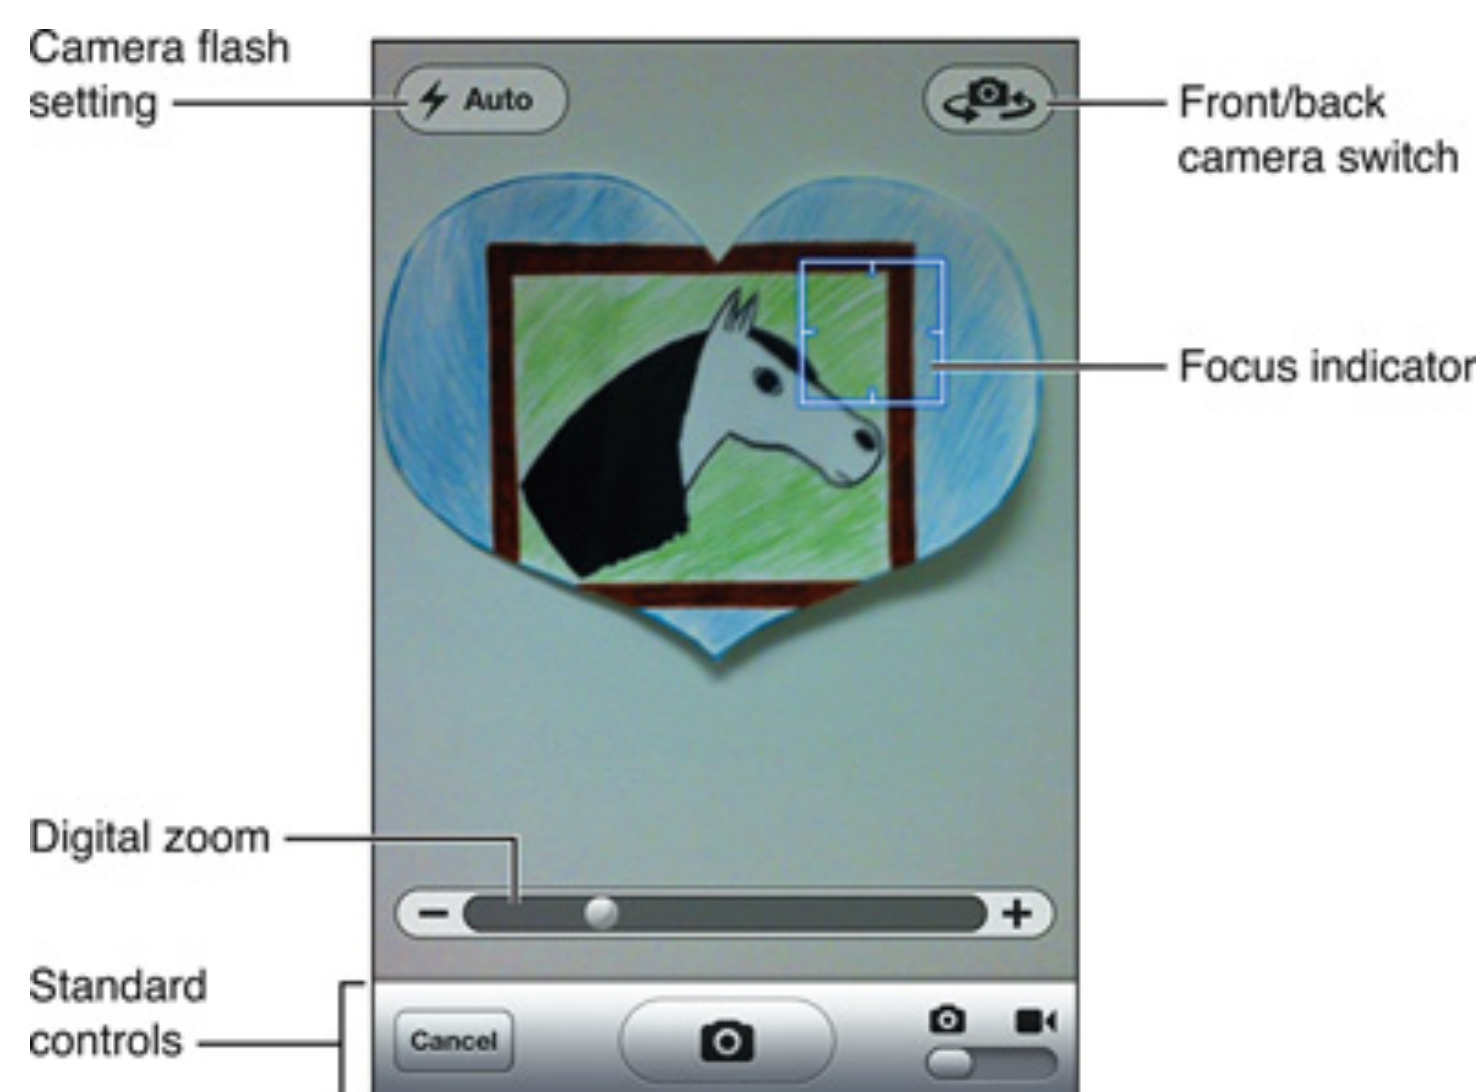 Camera flash
setting
Auto
Front/back
camera switch
Focus indicator
Digital zoom
Standard
controls
Cancel